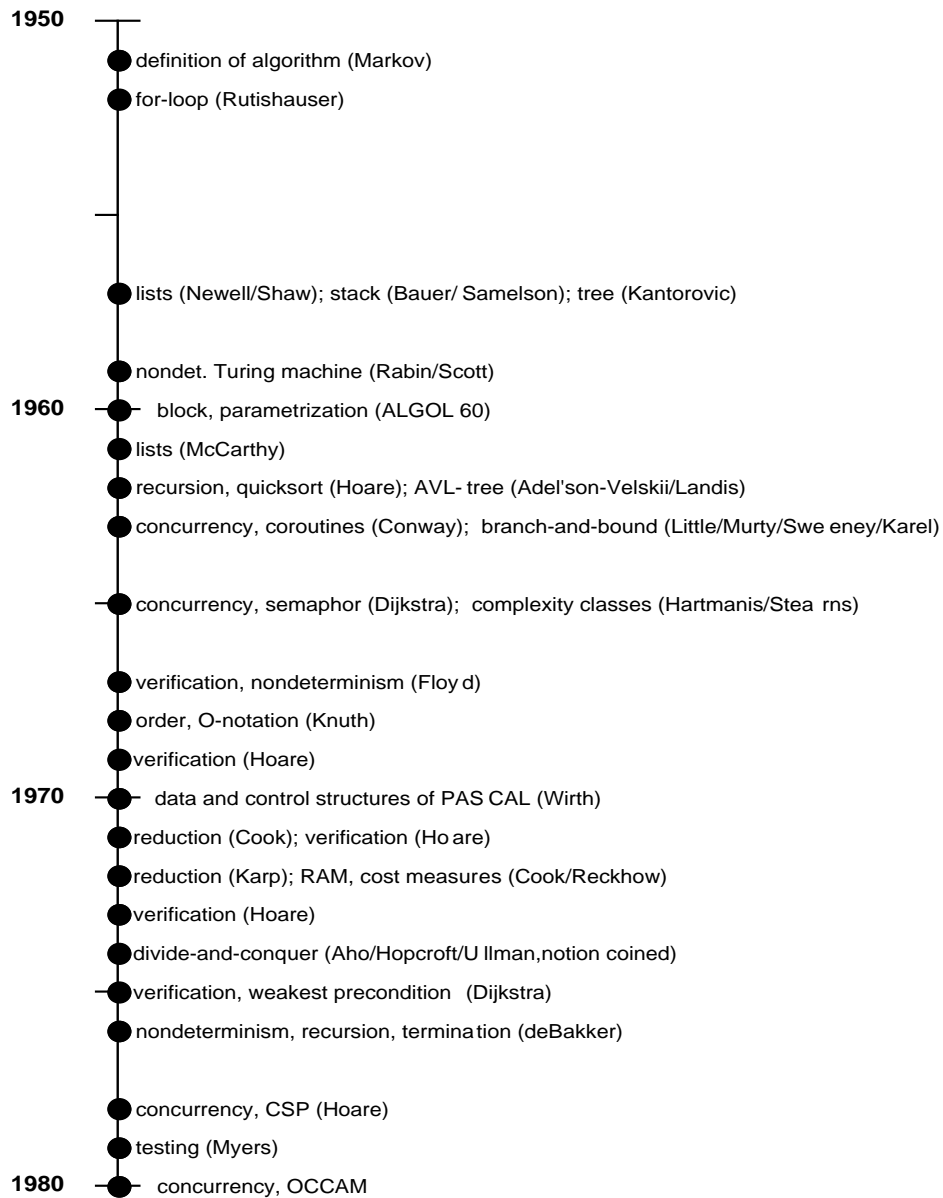 1950
definition of algorithm (Markov)
for-loop (Rutishauser)
lists (Newell/Shaw); stack (Bauer/ Samelson); tree (Kantorovic)
nondet. Turing machine (Rabin/Scott)
1960 block, parametrization (ALGOL 60)
lists (McCarthy)
recursion, quicksort (Hoare); AVL- tree (Adel'son-Velskii/Landis)
concurrency, coroutines (Conway); branch-and-bound (Little/Murty/Swe eney/Karel)
concurrency, semaphor (Dijkstra); complexity classes (Hartmanis/Stea rns)
verification, nondeterminism (Floy d)
order, O-notation (Knuth)
verification (Hoare)
1970 data and control structures of PAS CAL (Wirth)
reduction (Cook); verification (Ho are)
reduction (Karp); RAM, cost measures (Cook/Reckhow)
verification (Hoare)
divide-and-conquer (Aho/Hopcroft/U llman,notion coined)
verification, weakest precondition (Dijkstra)
nondeterminism, recursion, termination (deBakker)
concurrency, CSP (Hoare)
testing (Myers)
1980 concurrency, OCCAM